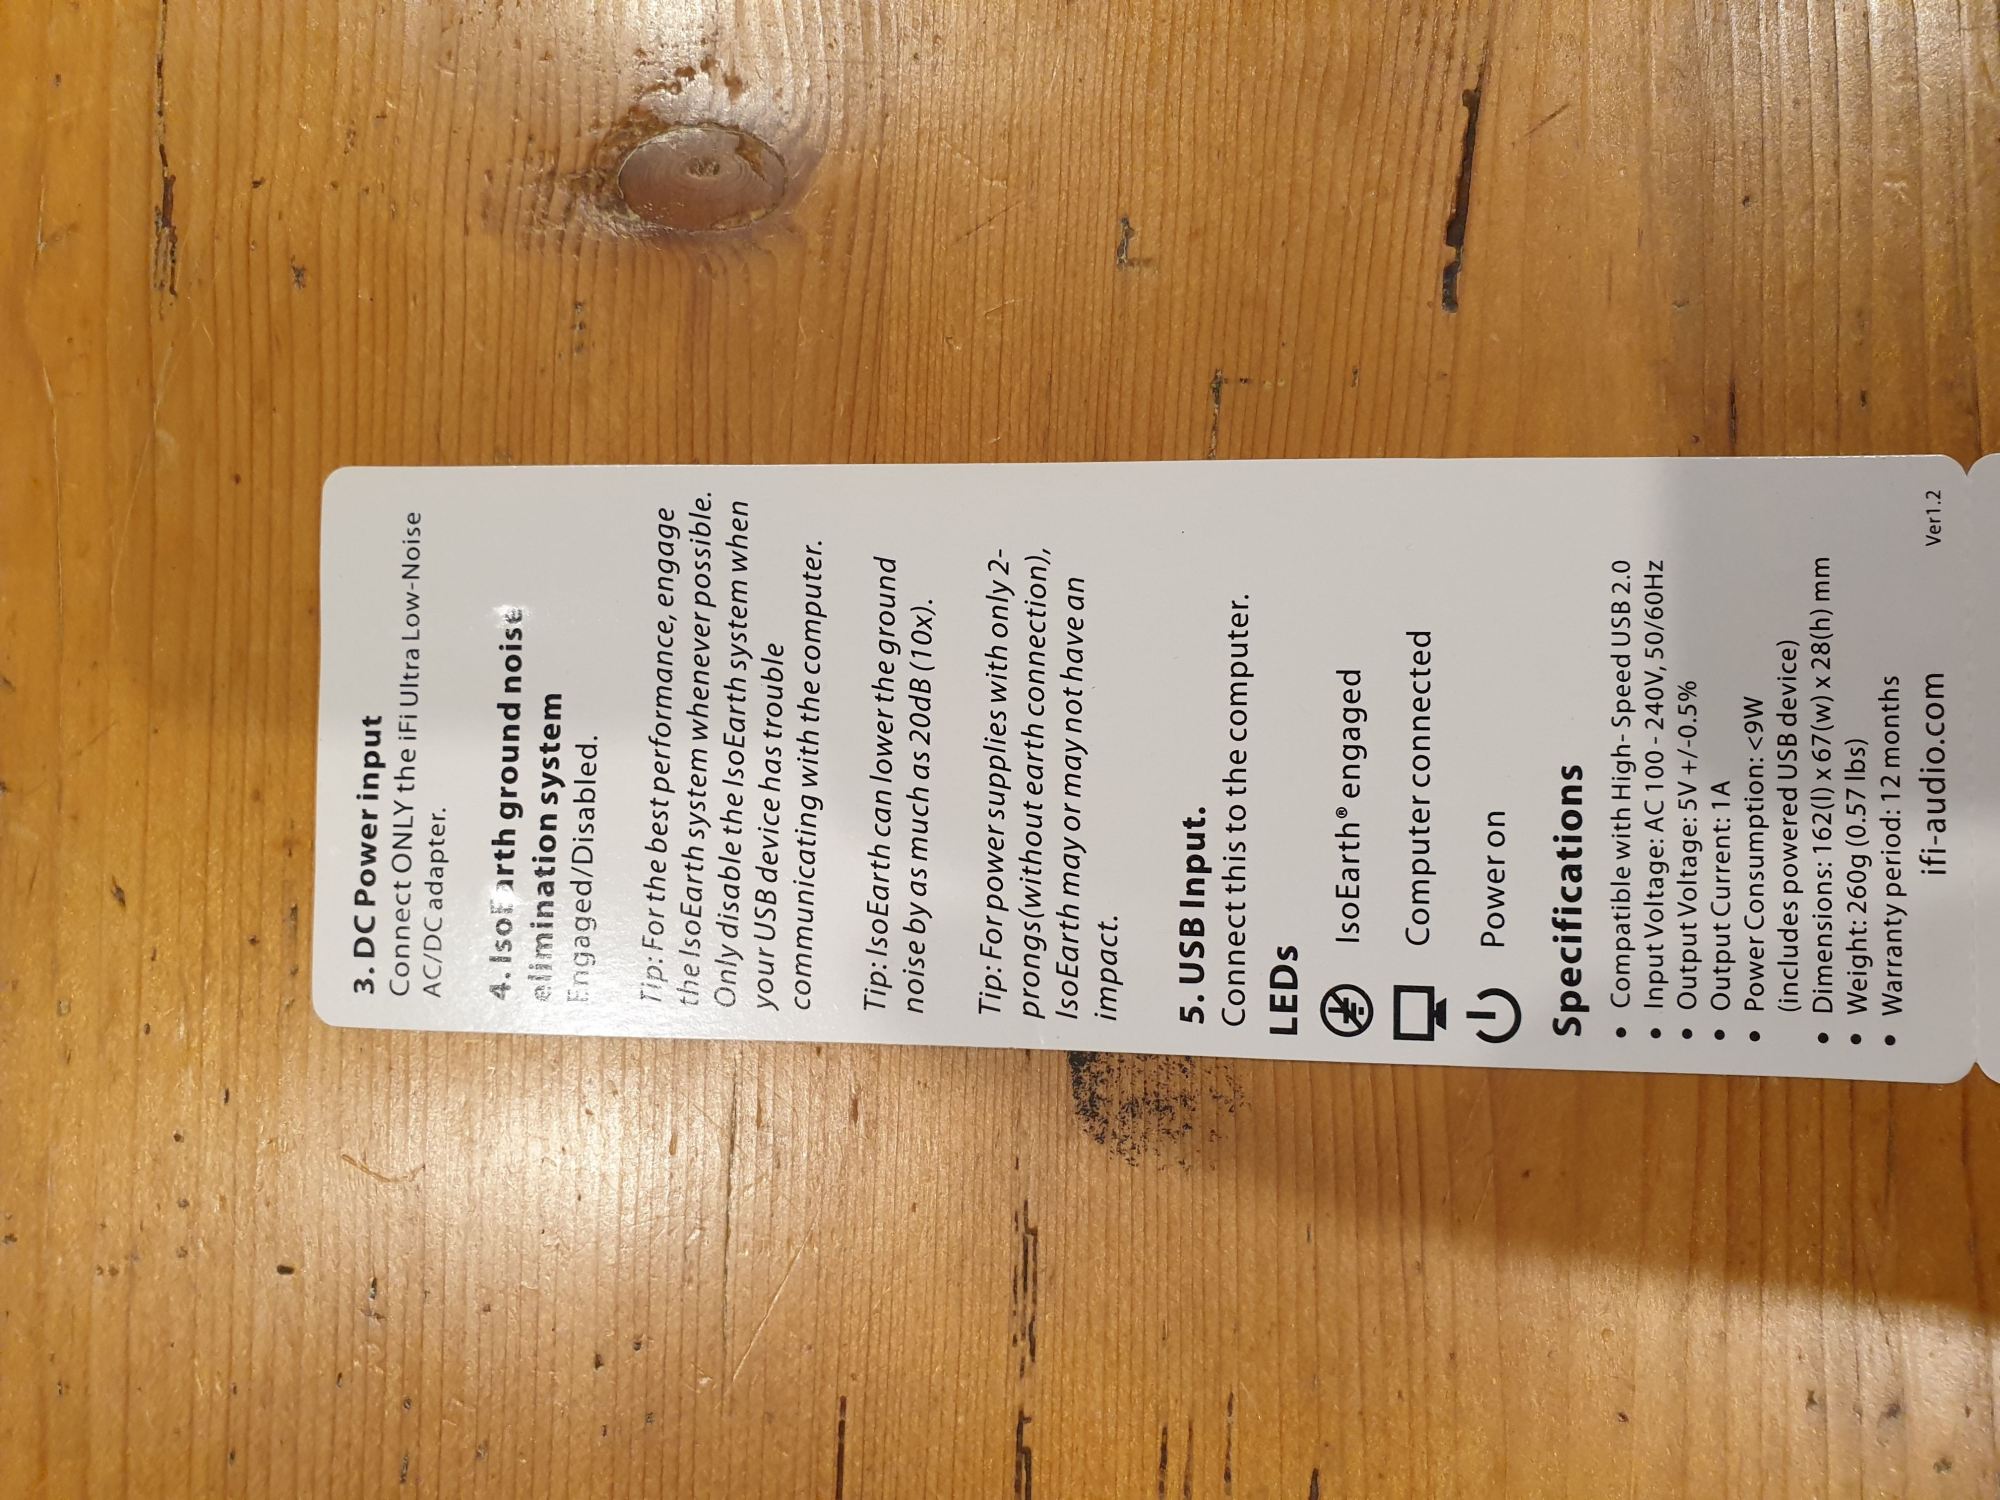 3. DC Power input
Connect ONLY the iFi Ultra Low-Noise
AC/DC adapter.
4. IsoEarth ground noise
elimination system
Engaged/Disabled.
Tip: For the best performance, engage
the IsoEarth system whenever possible.
Only disable the IsoEarth system when
your USB device has trouble
communicating with the computer.
Tip: IsoEarth can lower the ground
noise by as much as 20dB (10x).
Tip: For power supplies with only 2-
prongs(without earth connection),
IsoEarth may or may not have an
impact.
5. USB Input.
Connect this to the computer.
LEDs
IsoEarth® engaged
Computer connected
Power on
Specifications
• Compatible with High- Speed USB 2.0
• Input Voltage: AC 100 - 240V, 50/60Hz
• Output Voltage: 5V +/-0.5%
• Output Current: 1A
• Power Consumption: <9W
(includes powered USB device)
• Dimensions: 162(l) x 67(w) x 28(h) mm
• Weight: 260g (0.57 lbs)
• Warranty period: 12 months
ifi-audio.com
Ver1.2